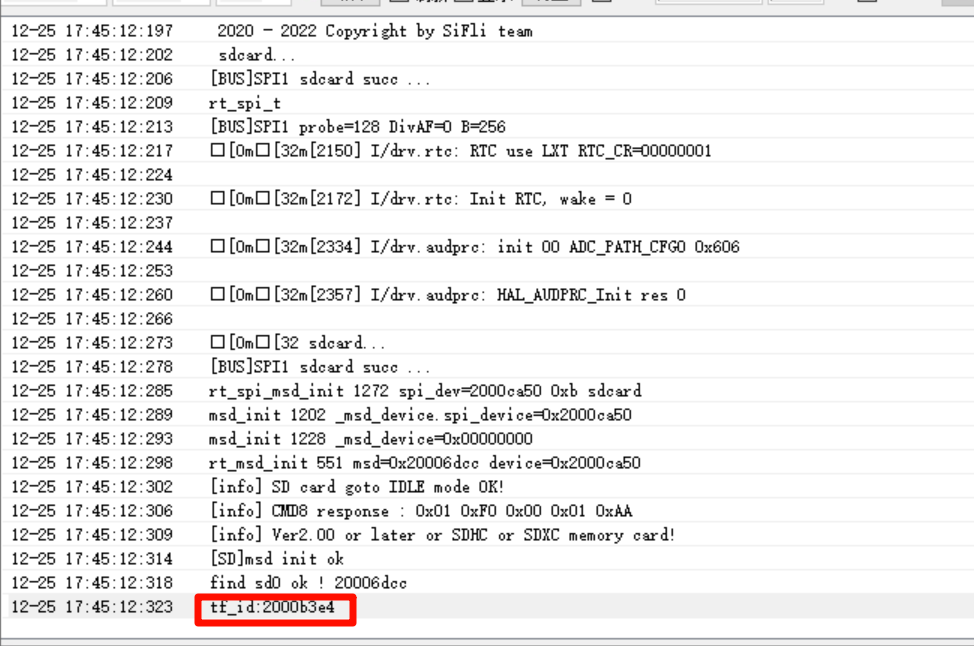 12-25 17:45:12:197 2020 - 2022 Copyright by SiFli team
12-25 17:45:12:202 sdcard...
12-25 17:45:12:206 [BUS]SPI1 sdcard succ ...
12-25 17:45:12:209 rt_spi_t
12-25 17:45:12:213 [BUS]SPI1 probe=128 DivAF=0 B=256
12-25 17:45:12:217 □[0m□[32m[2150] I/drv.rtc: RTC use LXT RTC_CR=00000001
12-25 17:45:12:224
12-25 17:45:12:230 □[0m□[32m[2172] I/drv.rtc: Init RTC, wake = 0
12-25 17:45:12:237
12-25 17:45:12:244 □[0m□[32m[2334] I/drv.audprc: init 00 ADC_PATH_CFG0 0x606
12-25 17:45:12:253
12-25 17:45:12:260 □[0m□[32m[2357] I/drv.audprc: HAL_AUDPRC_Init res 0
12-25 17:45:12:266
12-25 17:45:12:273 □[0m□[32 sdcard...
12-25 17:45:12:278 [BUS]SPI1 sdcard succ ...
12-25 17:45:12:285 rt_spi_msd_init 1272 spi_dev=2000ca50 0xb sdcard
12-25 17:45:12:289 msd_init 1202 _msd_device.spi_device=0x2000ca50
12-25 17:45:12:293 msd_init 1228 _msd_device=0x00000000
12-25 17:45:12:298 rt_msd_init 551 msd=0x20006dcc device=0x2000ca50
12-25 17:45:12:302 [info] SD card goto IDLE mode OK!
12-25 17:45:12:306 [info] CMD8 response : 0x01 0xF0 0x00 0x01 0xAA
12-25 17:45:12:309 [info] Ver2.00 or later or SDHC or SDXC memory card!
12-25 17:45:12:314 [SD]msd init ok
12-25 17:45:12:318 find sd0 ok ! 20006dcc
12-25 17:45:12:323 tf_id:2000b3e4